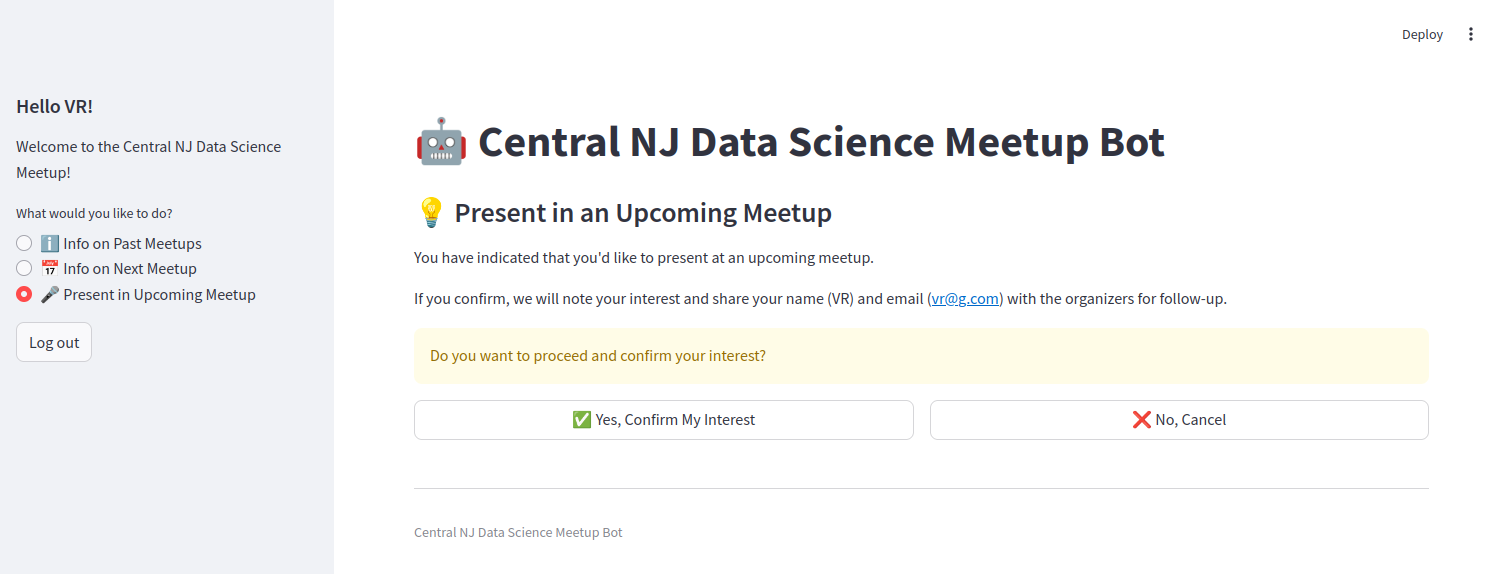 Deploy
Hello VR!
Welcome to the Central NJ Data Science
Meetup!
What would you like to do?
ℹ️ Info on Past Meetups
📅 Info on Next Meetup
🎤 Present in Upcoming Meetup
Log out
🤖 Central NJ Data Science Meetup Bot
💡 Present in an Upcoming Meetup
You have indicated that you'd like to present at an upcoming meetup.
If you confirm, we will note your interest and share your name (VR) and email (vr@g.com) with the organizers for follow-up.
Do you want to proceed and confirm your interest?
✅ Yes, Confirm My Interest
❌ No, Cancel
Central NJ Data Science Meetup Bot